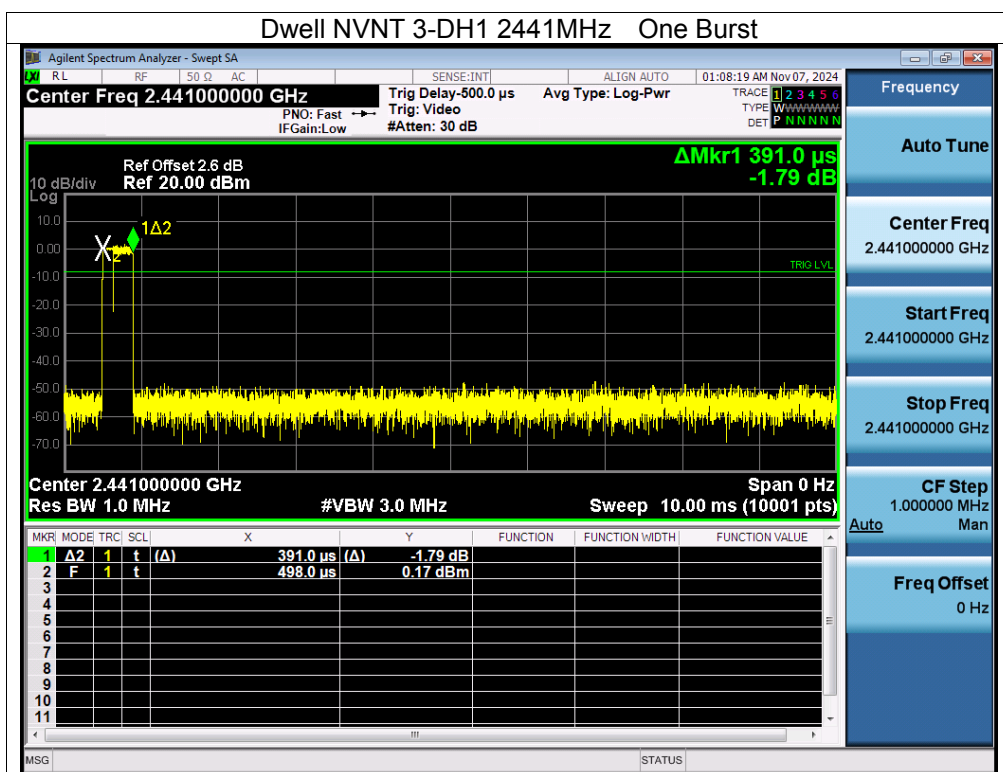 Dwell NVNT 3-DH1 2441MHz One Burst
Agilent Spectrum Analyzer - Swept SA
LXI RL RF 50 Ω AC SENSE:INT ALIGN AUTO 01:08:19 AM Nov 07, 2024
Center Freq 2.441000000 GHz Trig Delay-500.0 µs Avg Type: Log-Pwr TRACE 1 2 3 4 5 6
PNO: Fast Trig: Video TYPE WWWWWW
IFGain:Low #Atten: 30 dB DET P N N N N N
ΔMkr1 391.0 µs
-1.79 dB
Ref Offset 2.6 dB
10 dB/div Ref 20.00 dBm
Log
10.0
0.00
-10.0
-20.0
-30.0
-40.0
-50.0
-60.0
-70.0
1Δ2
X2
TRIG LVL
Center 2.441000000 GHz Span 0 Hz
Res BW 1.0 MHz #VBW 3.0 MHz Sweep 10.00 ms (10001 pts)
MKR MODE TRC SCL X Y FUNCTION FUNCTION WIDTH FUNCTION VALUE
1 Δ2 1 t (Δ) 391.0 µs (Δ) -1.79 dB
2 F 1 t 498.0 µs 0.17 dBm
3
4
5
6
7
8
9
10
11
MSG STATUS
Frequency
Auto Tune
Center Freq
2.441000000 GHz
Start Freq
2.441000000 GHz
Stop Freq
2.441000000 GHz
CF Step
1.000000 MHz
Auto Man
Freq Offset
0 Hz